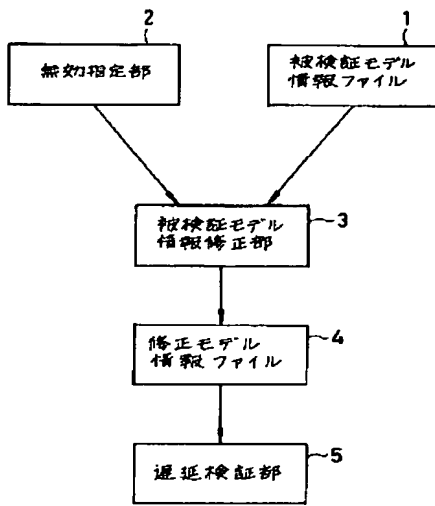 2
無効指定部
1
被検証モデル
情報ファイル
被検証モデル
情報修正部
3
修正モデル
情報ファイル
4
遅延検証部
5